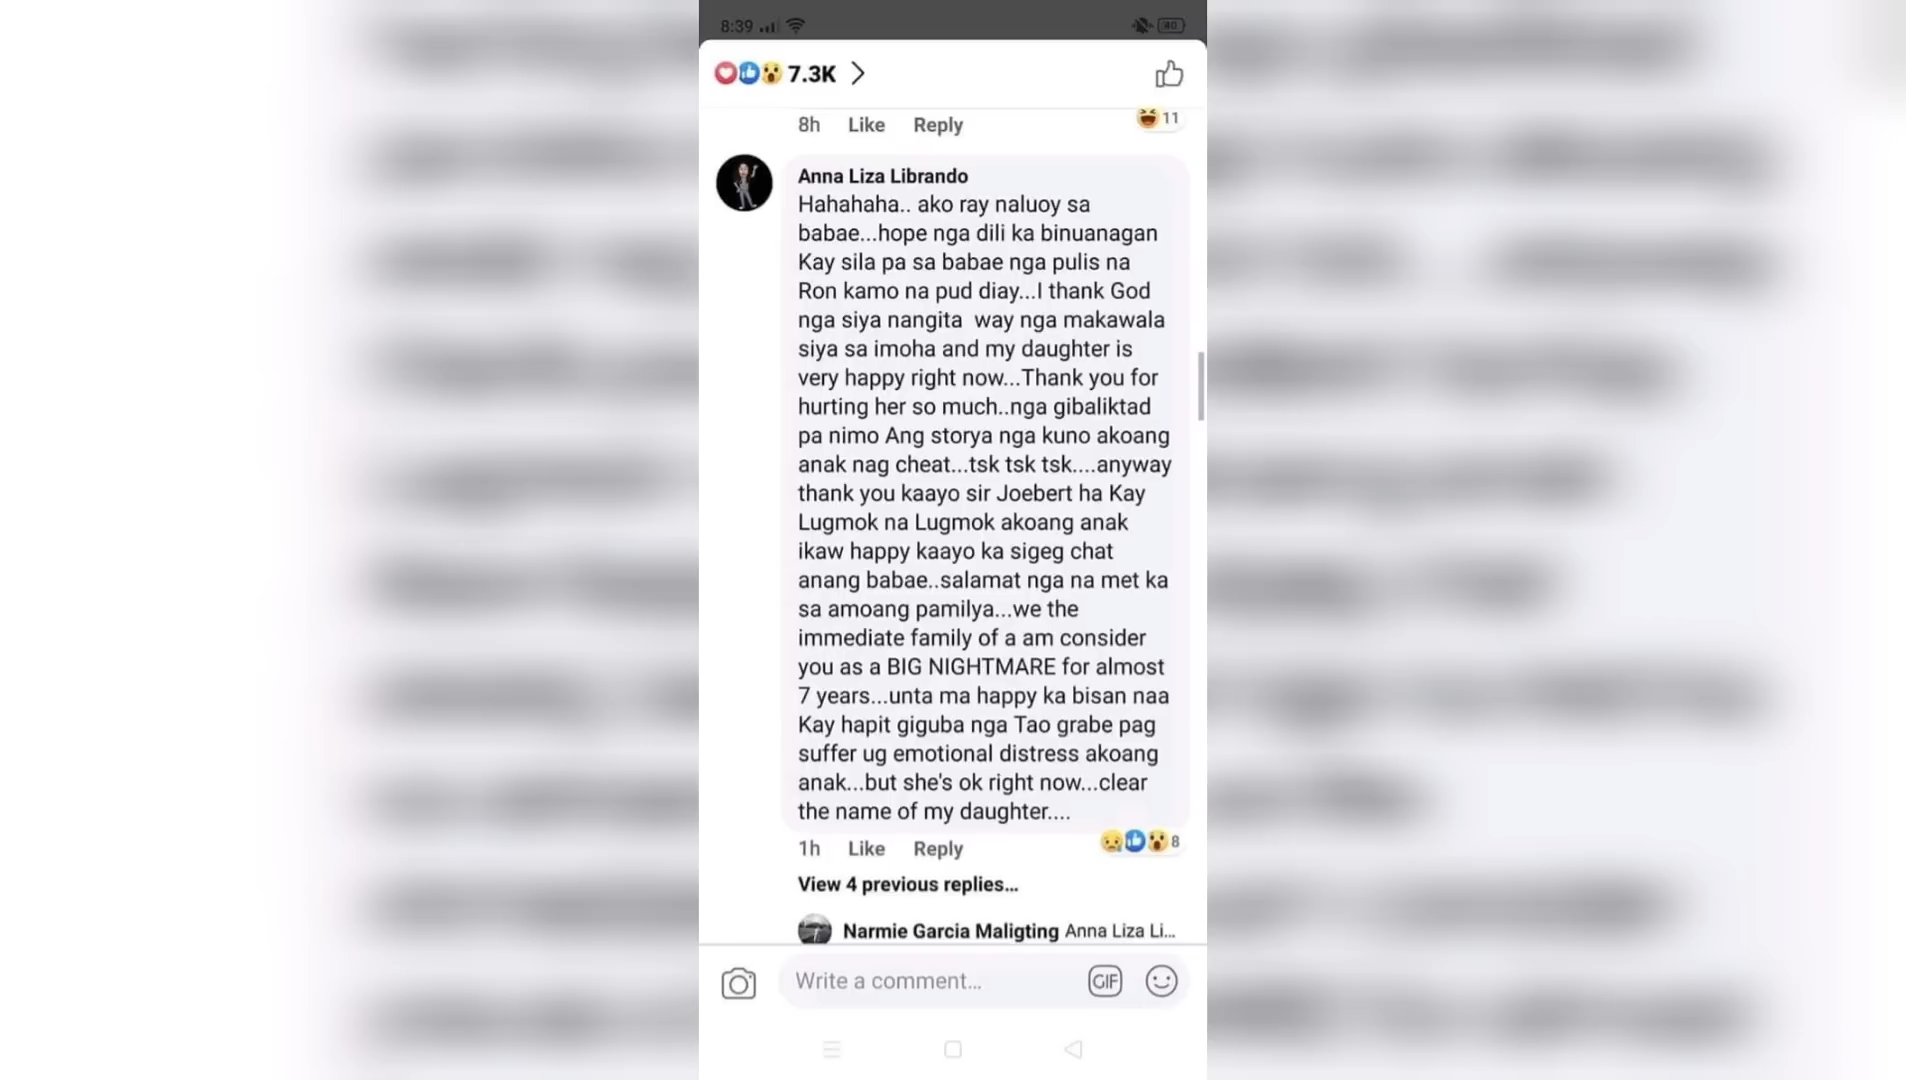 8:39
7.3K
8h Like Reply 11
Anna Liza Librando
Hahahaha.. ako ray naluoy sa
babae...hope nga dili ka binuanagan
Kay sila pa sa babae nga pulis na
Ron kamo na pud diay...I thank God
nga siya nangita way nga makawala
siya sa imoha and my daughter is
very happy right now...Thank you for
hurting her so much..nga gibaliktad
pa nimo Ang storya nga kuno akoang
anak nag cheat...tsk tsk tsk....anyway
thank you kaayo sir Joebert ha Kay
Lugmok na Lugmok akoang anak
ikaw happy kaayo ka sigeg chat
anang babae..salamat nga na met ka
sa amoang pamilya...we the
immediate family of a am consider
you as a BIG NIGHTMARE for almost
7 years...unta ma happy ka bisan naa
Kay hapit giguba nga Tao grabe pag
suffer ug emotional distress akoang
anak...but she's ok right now...clear
the name of my daughter....
1h Like Reply 8
View 4 previous replies...
Narmie Garcia Maligting Anna Liza Li...
Write a comment... GIF